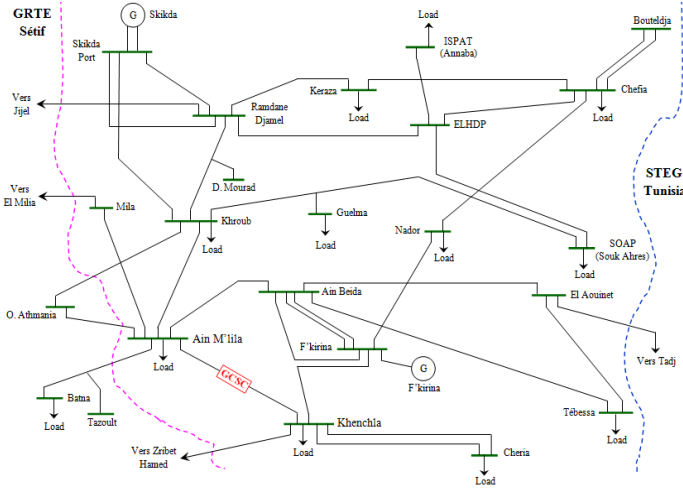 GRTE
Sétif
G
Skikda
Skikda
Port
Load
ISPAT
(Annaba)
Bouteldja
Vers
Jijel
Ramdane
Djamel
Keraza
Load
Chefia
Load
ELHDP
STEG
Tunisia
D. Mourad
Vers
El Milia
Mila
Khroub
Load
Guelma
Load
Nador
Load
SOAP
(Souk Ahres)
Load
Ain Beida
El Aouinet
O. Athmania
Ain M'lila
Load
F'kirina
G
F'kirina
Vers Tadj
GCSC
Batna
Load
Tazoult
Khenchla
Load
Tébessa
Load
Vers Zribet
Hamed
Cheria
Load